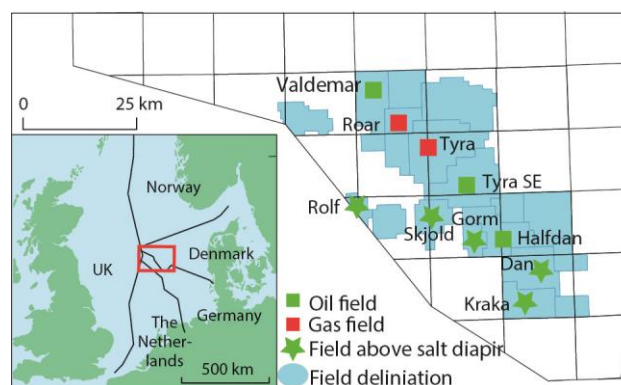 Valdemar
0
25 km
Roar
Tyra
Norway
Tyra SE
Rolf
Gorm
Skjold
Halfdan
UK
Denmark
Dan
Germany
Kraka
The
Nether-
lands
500 km
Oil field
Gas field
Field above salt diapir
Field deliniation